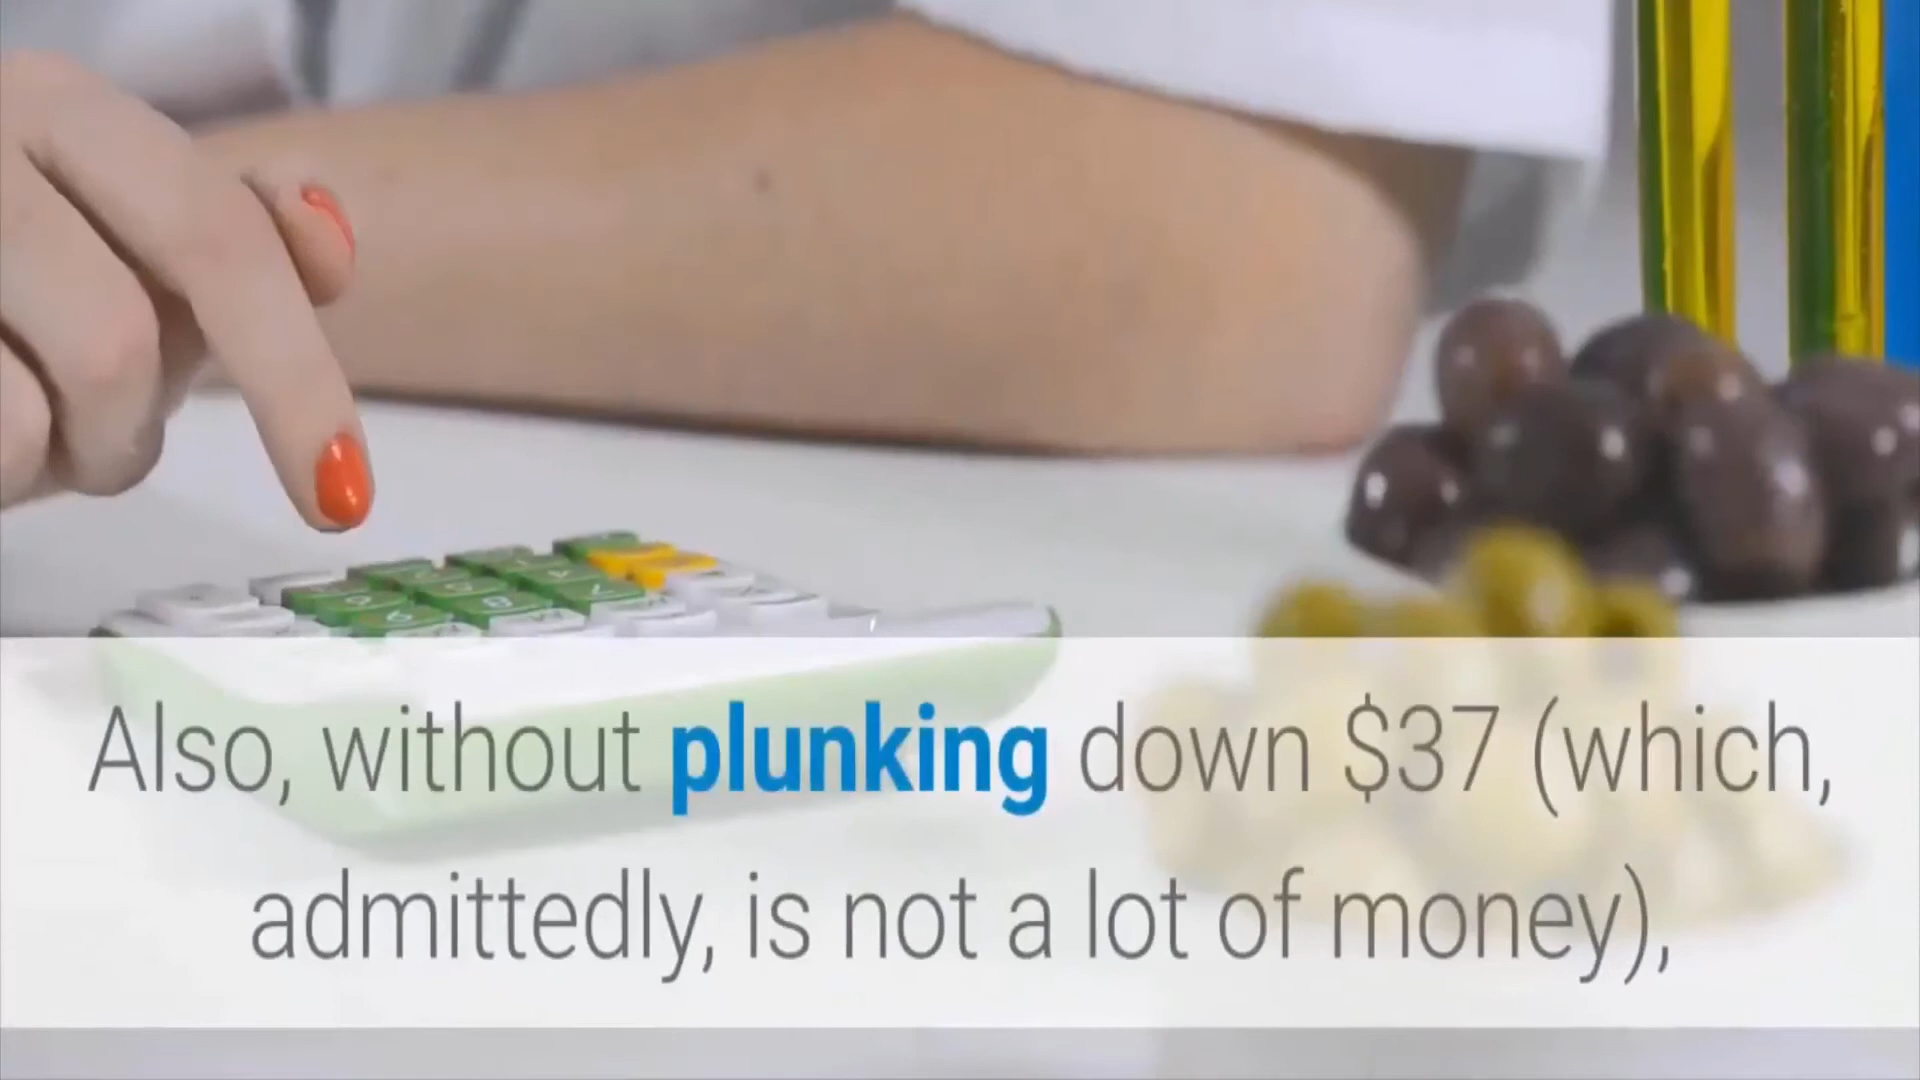 Also, without plunking down $37 (which,
admittedly, is not a lot of money),